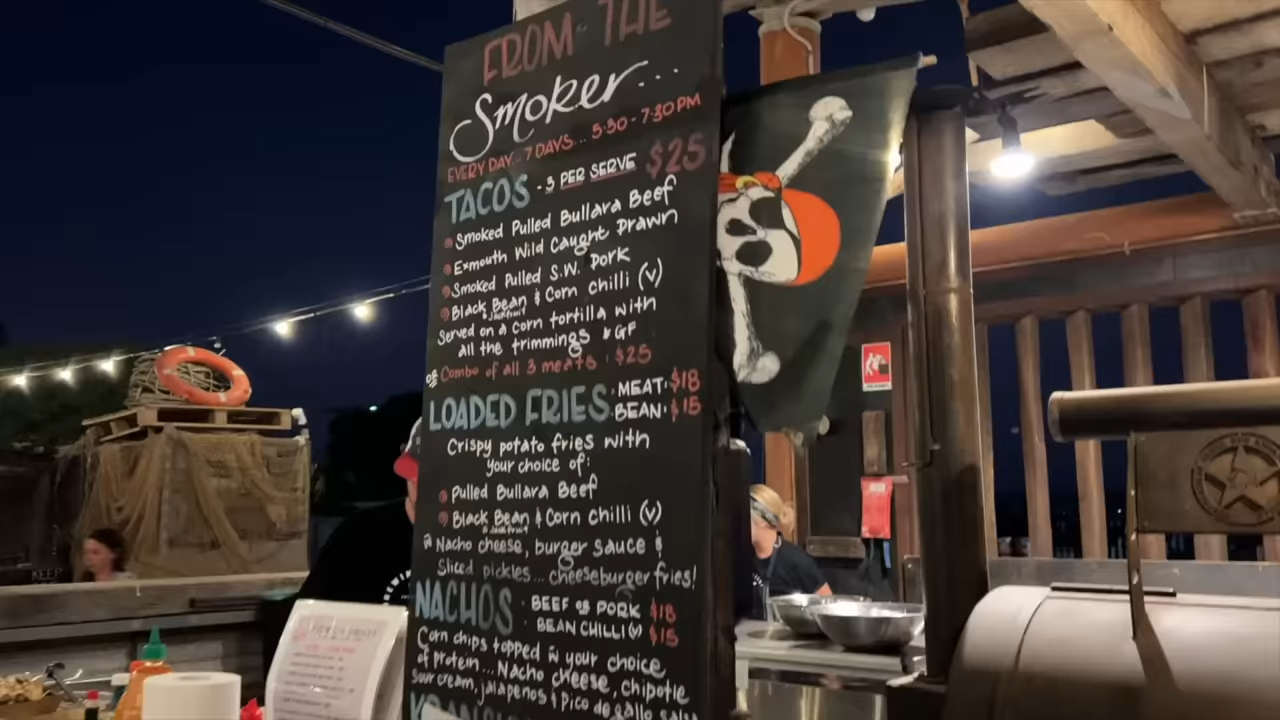 FROM THE
Smoker...
EVERY DAY... 7 DAYS... 5:30-7:30PM
TACOS - 3 PER SERVE $25
Smoked Pulled Bullara Beef
Exmouth Wild Caught Prawn
Smoked Pulled S.W. Pork
Black Bean & Corn Chilli (v)
Jackfruit
Served on a corn tortilla with
all the trimmings * GF
OR Combo of all 3 meats $25
LOADED FRIES • MEAT • $18
BEAN • $15
Crispy potato fries with
your choice of:
Pulled Bullara Beef
Black Bean & Corn Chilli (v)
& Jackfruit
Nacho cheese, burger sauce &
Sliced pickles... cheeseburger fries!
NACHOS • BEEF OR PORK $18
BEAN CHILLI (v) $15
Corn chips topped in your choice
of protein... Nacho cheese, chipotle
sour cream, jalapenos & Pico de gallo salsa
KEEP